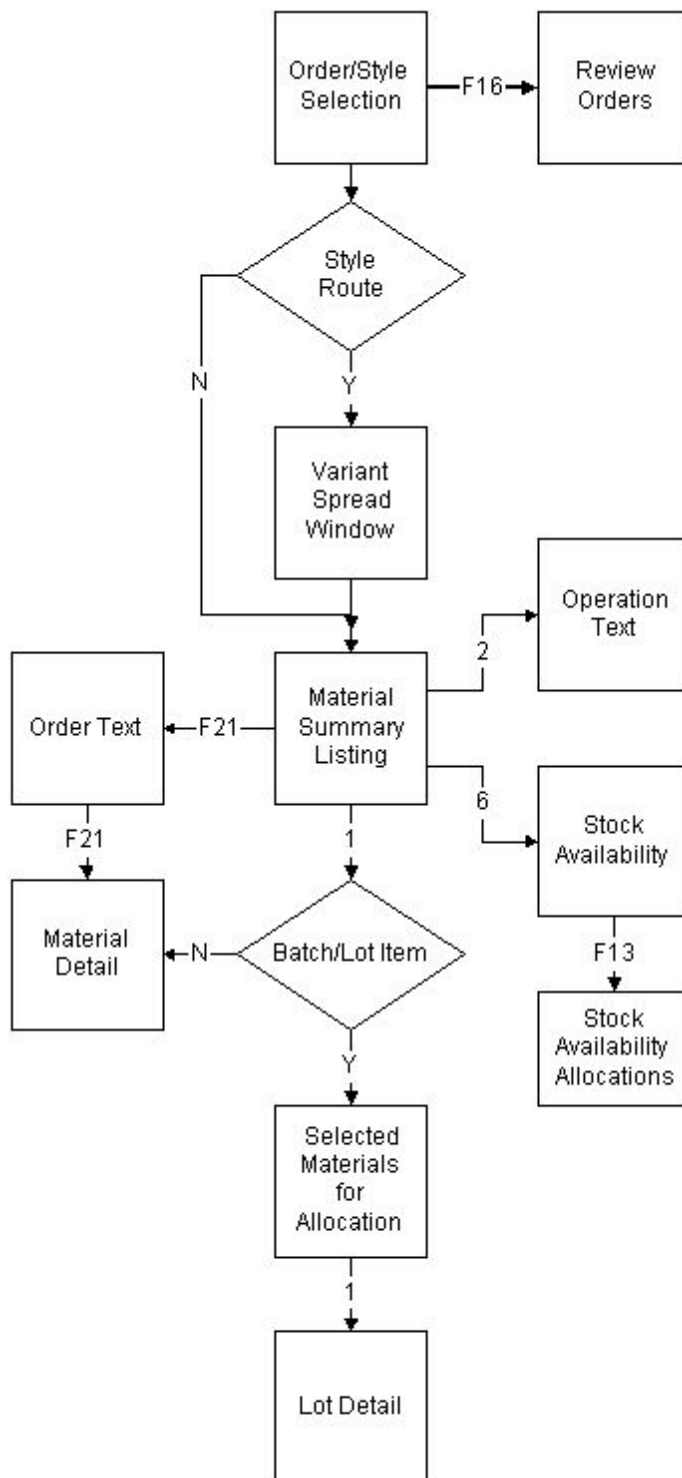 Order/Style
Selection
F16
Review
Orders
Style
Route
N
Y
Variant
Spread
Window
Operation
Text
2
Order Text
F21
Material
Summary
Listing
6
Stock
Availability
F21
1
Material
Detail
N
Batch/Lot Item
F13
Stock
Availability
Allocations
Y
Selected
Materials
for
Allocation
1
Lot Detail